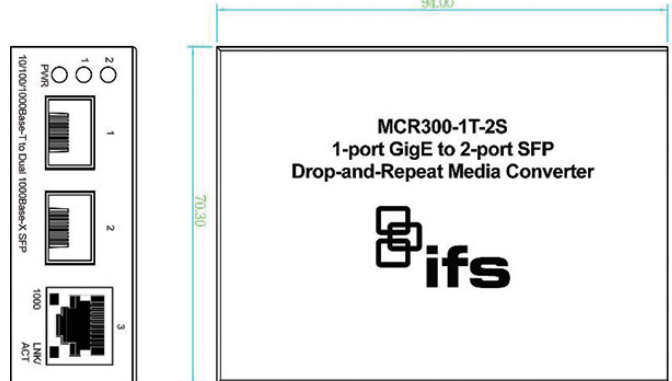 94.00
2
1
PWR
10/100/1000Base-T to Dual 1000Base-X SFP
1
2
3
1000
LNK/
ACT
70.30
MCR300-1T-2S
1-port GigE to 2-port SFP
Drop-and-Repeat Media Converter
ifs